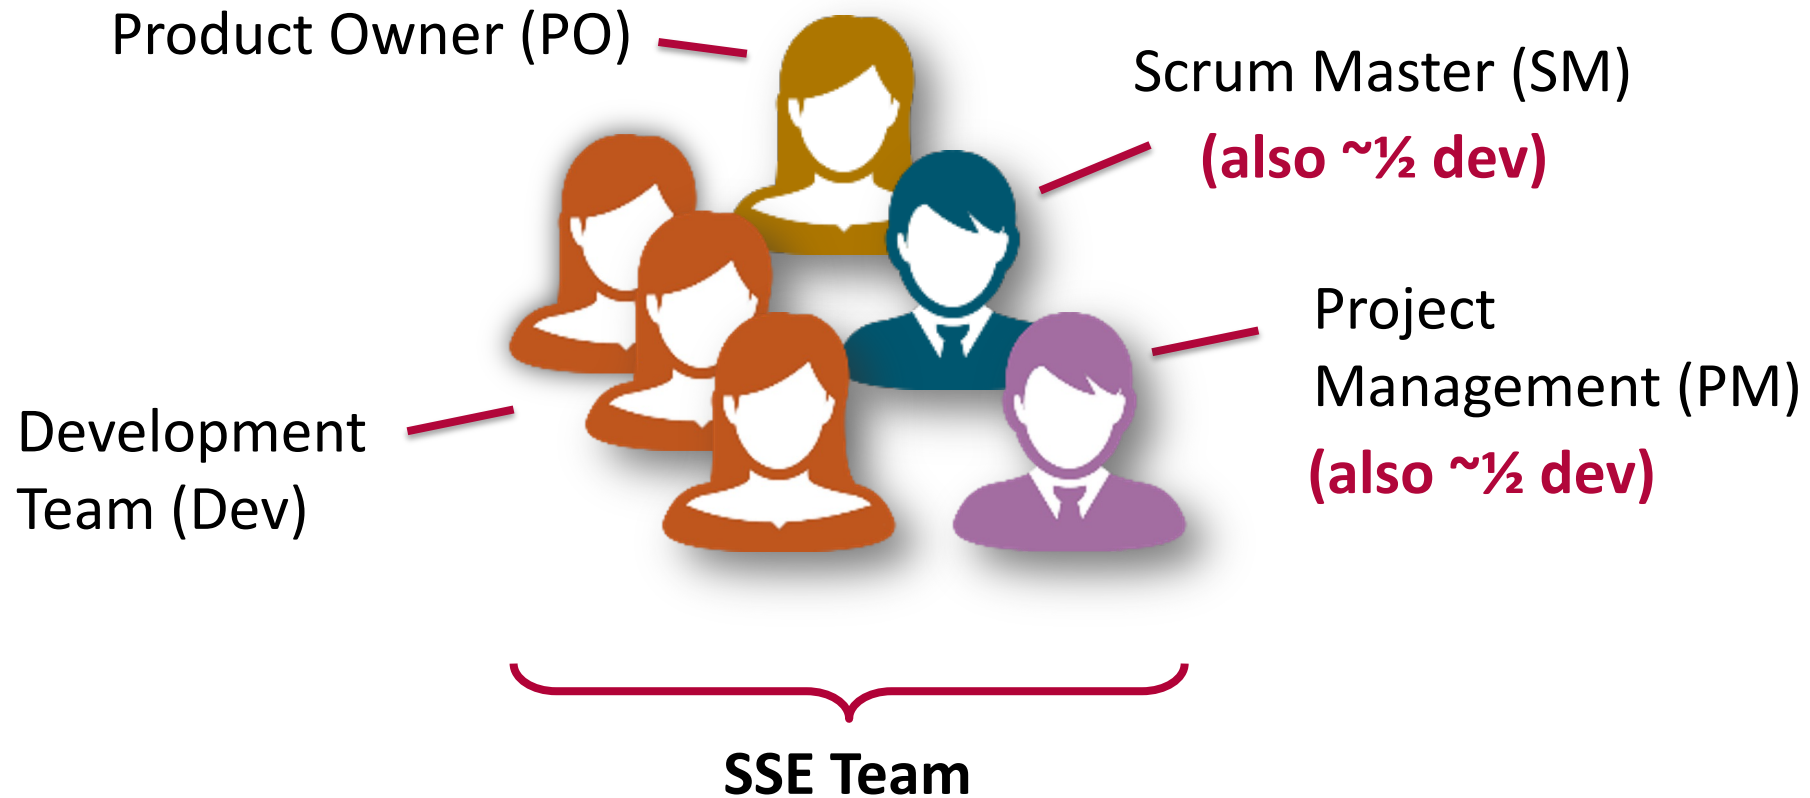 Product Owner (PO)
Scrum Master (SM)
(also ~½ dev)
Project
Management (PM)
(also ~½ dev)
Development
Team (Dev)
SSE Team